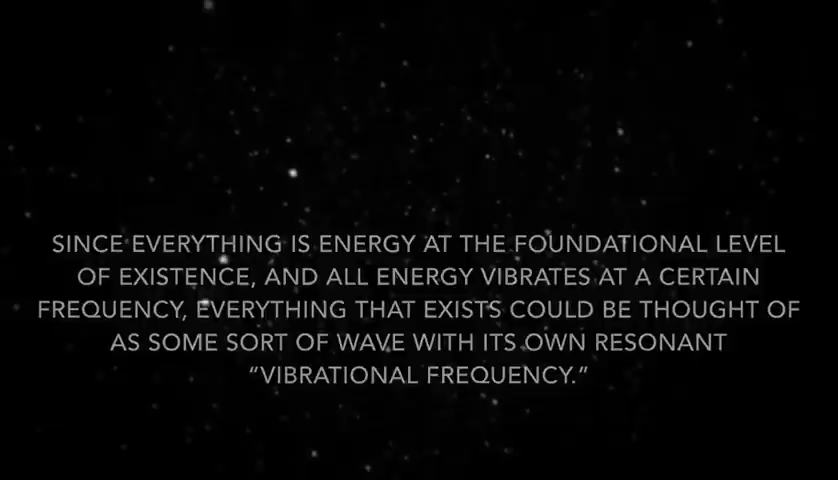 SINCE EVERYTHING IS ENERGY AT THE FOUNDATIONAL LEVEL
OF EXISTENCE, AND ALL ENERGY VIBRATES AT A CERTAIN
FREQUENCY, EVERYTHING THAT EXISTS COULD BE THOUGHT OF
AS SOME SORT OF WAVE WITH ITS OWN RESONANT
“VIBRATIONAL FREQUENCY.”